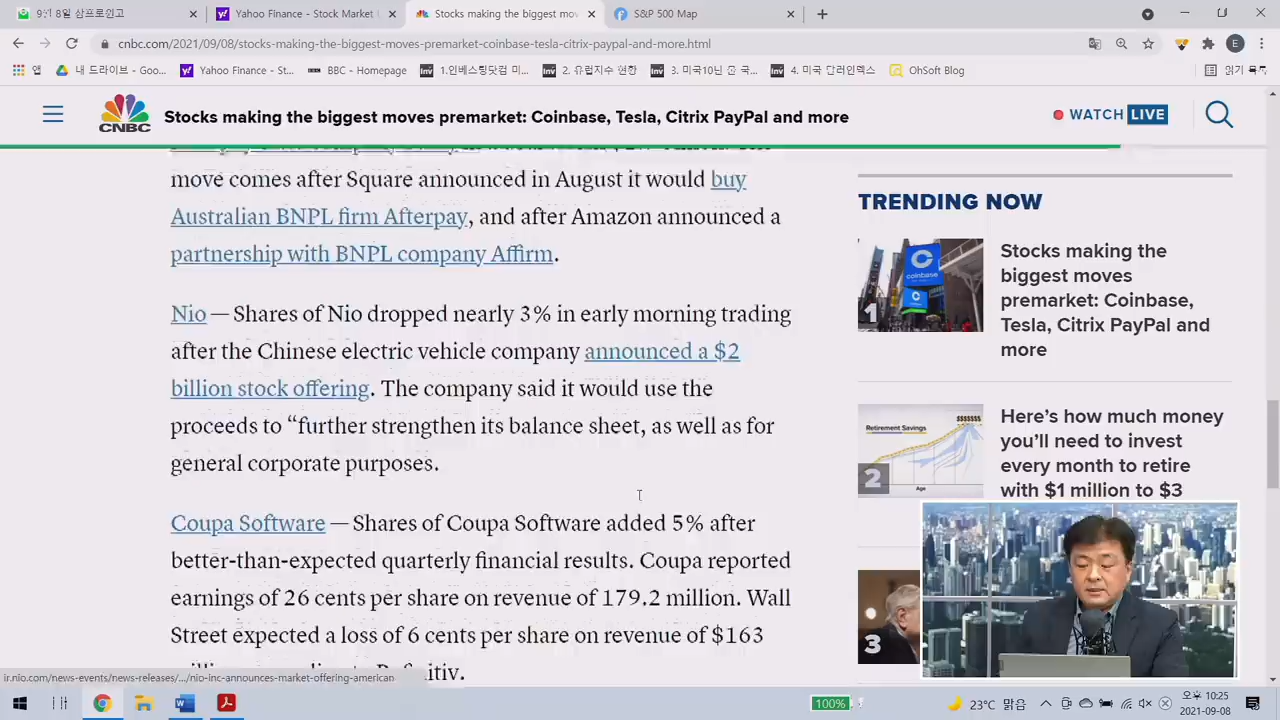 9월 8일 삼프로원고
Yahoo Finance - Stock Market L
Stocks making the biggest mov
S&P 500 Map
cnbc.com/2021/09/08/stocks-making-the-biggest-moves-premarket-coinbase-tesla-citrix-paypal-and-more.html
E
앱
내 드라이브 - Goo...
Yahoo Finance - St...
BBC - Homepage
1.인베스팅닷컴 미...
2. 유럽지수 현황
3. 미국10년 준 국...
4. 미국 달러인덱스
OhSoft Blog
읽기 목록
CNBC
Stocks making the biggest moves premarket: Coinbase, Tesla, Citrix PayPal and more
WATCH LIVE
move comes after Square announced in August it would buy
Australian BNPL firm Afterpay, and after Amazon announced a
partnership with BNPL company Affirm.
Nio — Shares of Nio dropped nearly 3% in early morning trading
after the Chinese electric vehicle company announced a $2
billion stock offering. The company said it would use the
proceeds to “further strengthen its balance sheet, as well as for
general corporate purposes.
Coupa Software — Shares of Coupa Software added 5% after
better-than-expected quarterly financial results. Coupa reported
earnings of 26 cents per share on revenue of 179.2 million. Wall
Street expected a loss of 6 cents per share on revenue of $163
TRENDING NOW
coinbase
1
Stocks making the
biggest moves
premarket: Coinbase,
Tesla, Citrix PayPal and
more
Retirement Savings
$$$$$$$
Age
2
Here’s how much money
you’ll need to invest
every month to retire
with $1 million to $3
3
ir.nio.com/news-events/news-releases/.../nio-inc-announces-market-offering-american
100%
23°C 맑음
오후 10:25
2021-09-08